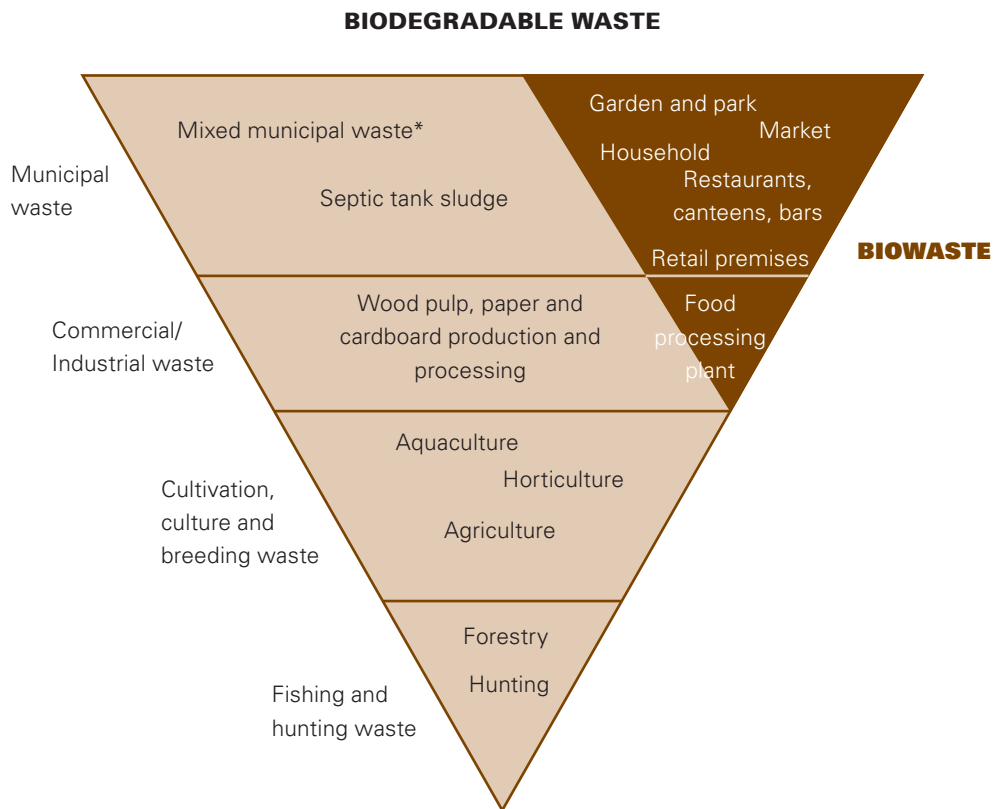 BIODEGRADABLE WASTE
Garden and park
Mixed municipal waste*
Market
Household
Municipal
waste
Restaurants,
canteens, bars
Septic tank sludge
Retail premises
BIOWASTE
Commercial/
Industrial waste
Wood pulp, paper and
cardboard production and
processing
Food
processing
plant
Cultivation,
culture and
breeding waste
Aquaculture
Horticulture
Agriculture
Fishing and
hunting waste
Forestry
Hunting